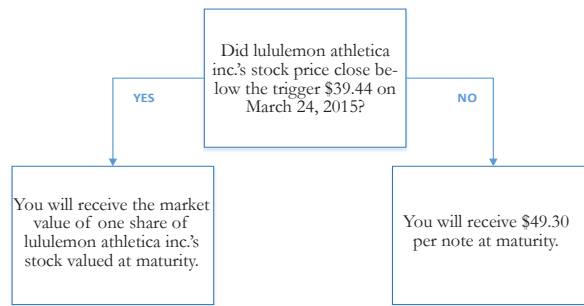 Did lululemon athletica
inc.'s stock price close be-
low the trigger $39.44 on
March 24, 2015?
YES
NO
You will receive the market
value of one share of
lululemon athletica inc.'s
stock valued at maturity.
You will receive $49.30
per note at maturity.